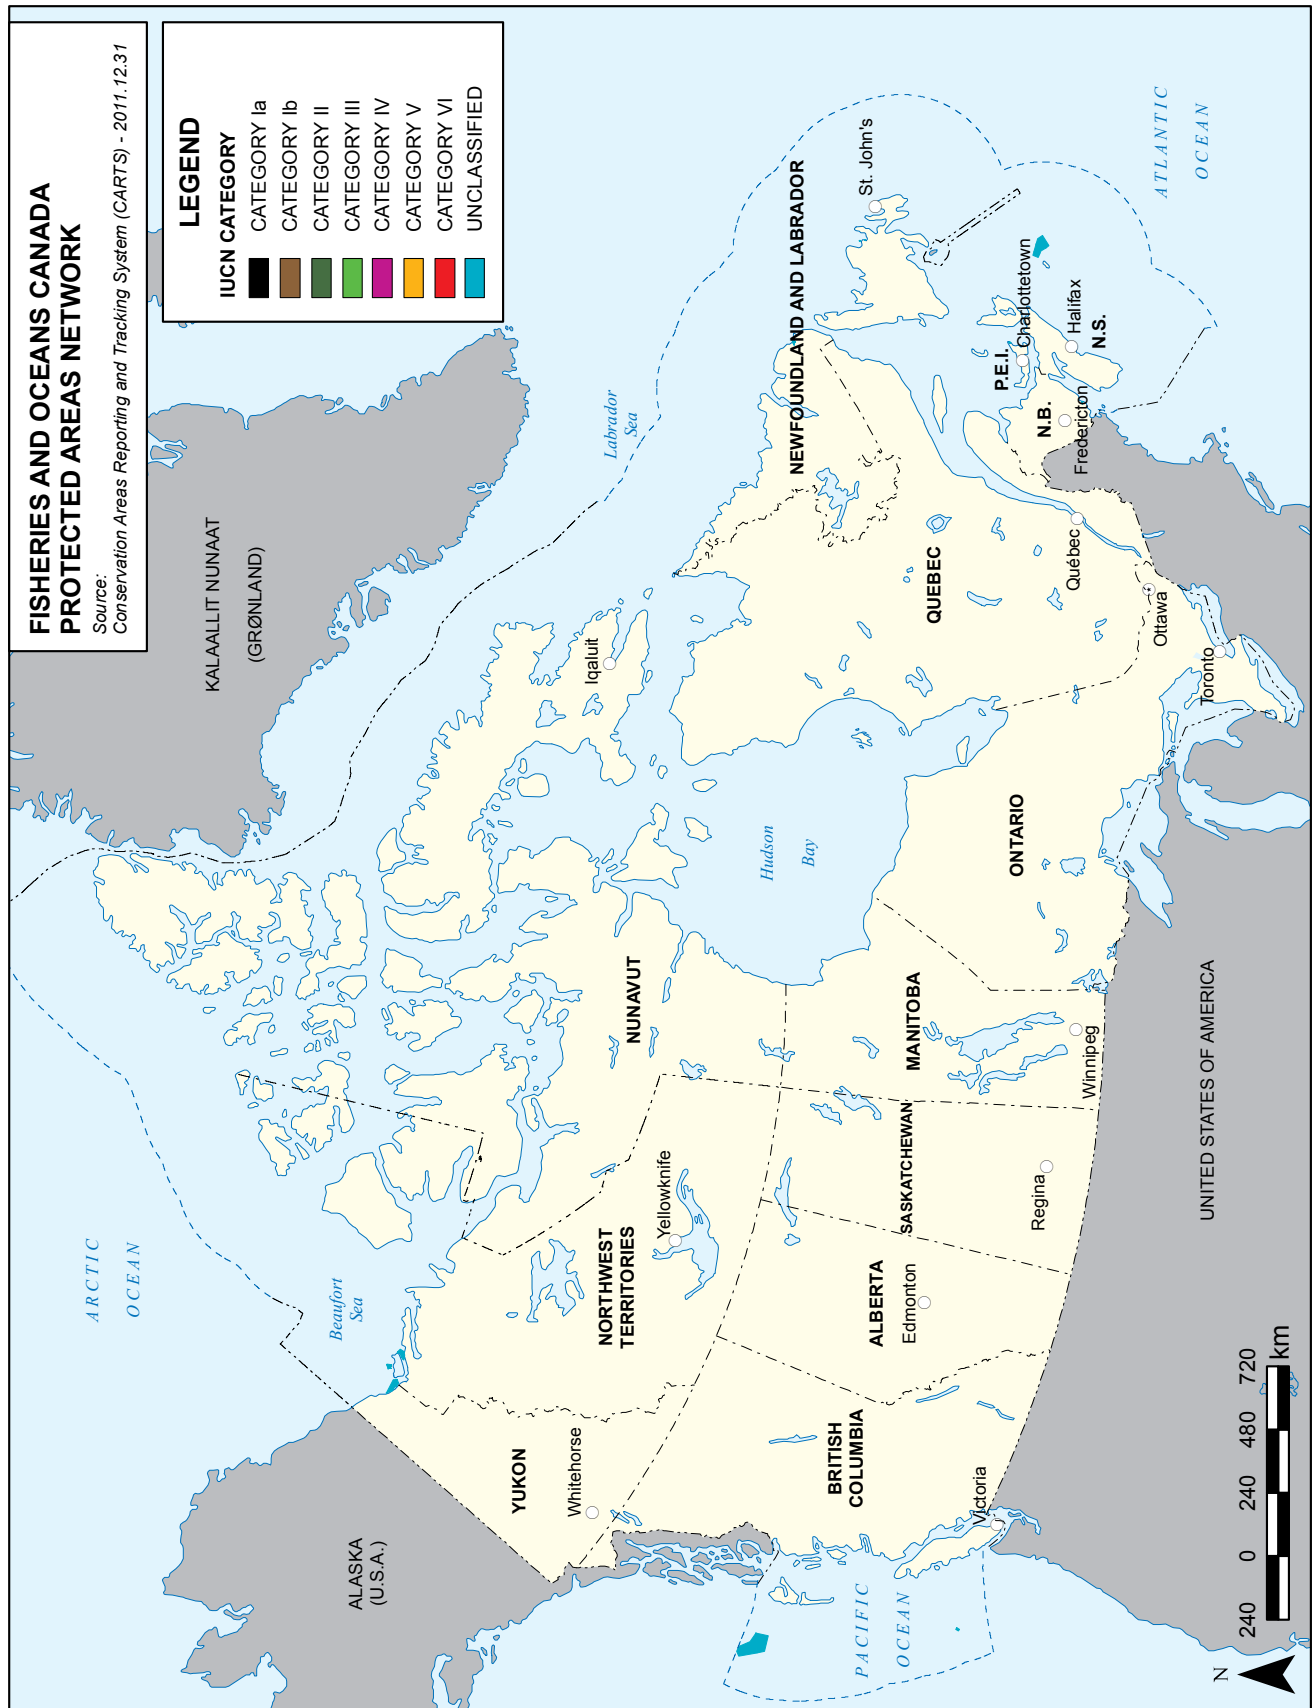 FISHERIES AND OCEANS CANADA
PROTECTED AREAS NETWORK
Source:
Conservation Areas Reporting and Tracking System (CARTS) - 2011.12.31
LEGEND
IUCN CATEGORY
CATEGORY Ia
CATEGORY Ib
CATEGORY II
CATEGORY III
CATEGORY IV
CATEGORY V
CATEGORY VI
UNCLASSIFIED
KALAALLIT NUNAAT
(GRØNLAND)
ARCTIC
OCEAN
Beaufort
Sea
Labrador
Sea
ALASKA
(U.S.A.)
YUKON
Whitehorse
NORTHWEST
TERRITORIES
Yellowknife
NUNAVUT
Iqaluit
Hudson
Bay
NEWFOUNDLAND AND LABRADOR
St. John's
BRITISH
COLUMBIA
Victoria
ALBERTA
Edmonton
SASKATCHEWAN
Regina
MANITOBA
Winnipeg
ONTARIO
Toronto
Ottawa
QUEBEC
Québec
N.B.
Fredericton
P.E.I.
Charlottetown
Halifax
N.S.
ATLANTIC
OCEAN
PACIFIC
OCEAN
UNITED STATES OF AMERICA
N
240 0 240 480 720
km